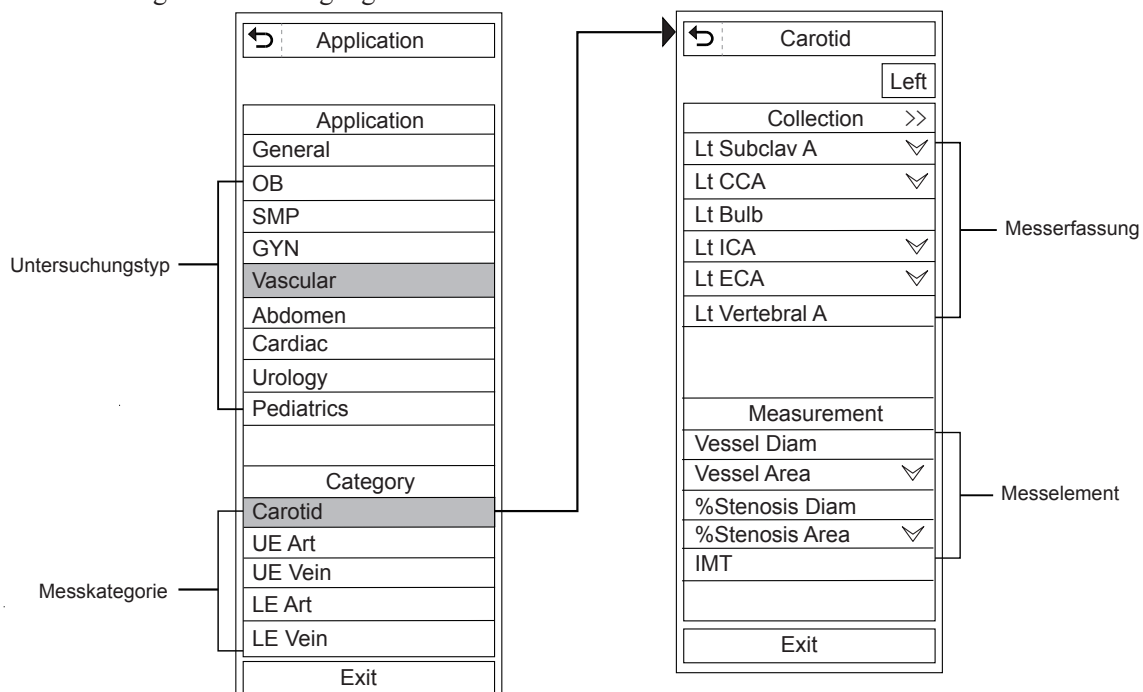 Application
Application
General
OB
SMP
GYN
Vascular
Abdomen
Cardiac
Urology
Pediatrics
Category
Carotid
UE Art
UE Vein
LE Art
LE Vein
Exit
Untersuchungstyp
Messkategorie
Carotid
Left
Collection >>
Lt Subclav A
Lt CCA
Lt Bulb
Lt ICA
Lt ECA
Lt Vertebral A
Measurement
Vessel Diam
Vessel Area
%Stenosis Diam
%Stenosis Area
IMT
Exit
Messerfassung
Messelement